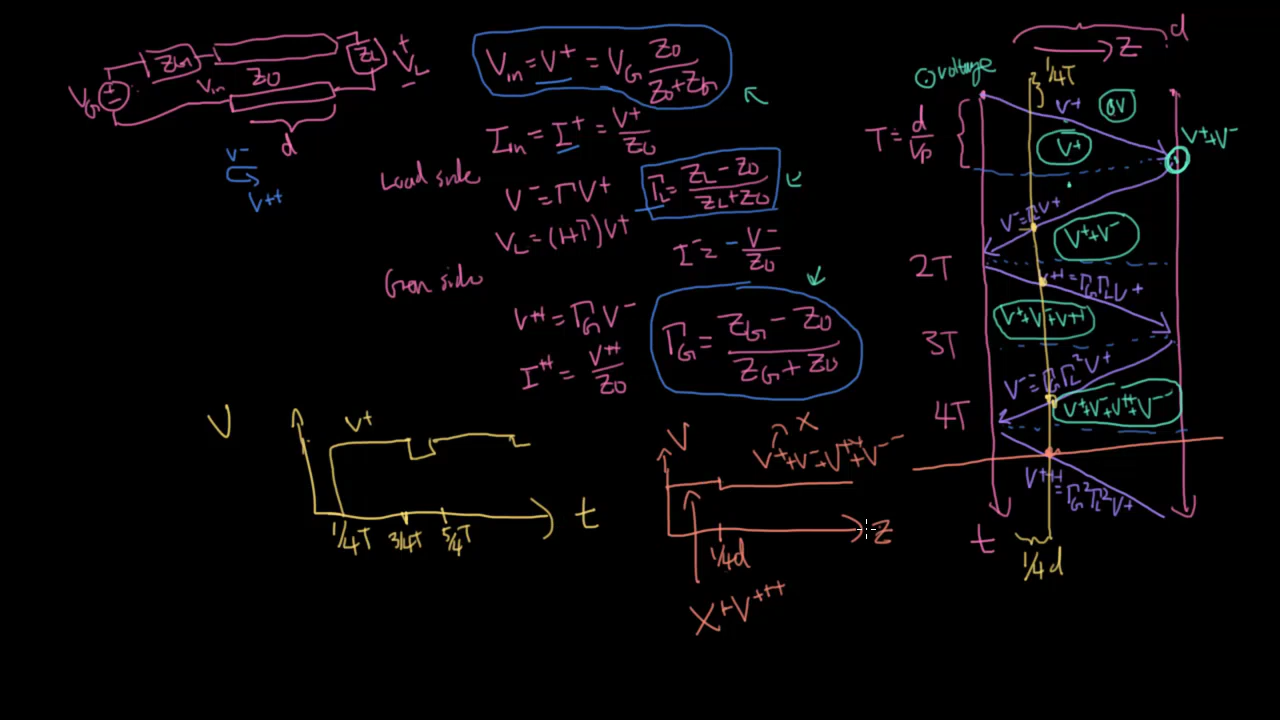 V_G
Z_G
V_in
Z_0
Z_L
+
V_L
-
d
V^-
V^++
V_in = V^+ = V_G Z_0 / (Z_0 + Z_G)
I_in = I^+ = V^+ / Z_0
Load side
V^- = Γ V^+
Γ_L = (Z_L - Z_0) / (Z_L + Z_0)
V_L = (1+Γ) V^+
I^- = - V^- / Z_0
Gen side
V^++ = Γ_G V^-
I^++ = V^++ / Z_0
Γ_G = (Z_G - Z_0) / (Z_G + Z_0)
V
V^+
1/4T
3/4T
5/4T
t
V
X
V^+ + V^- + V^++ + V^--
1/4d
Z
X + V^+++
d
Z
voltage
1/4T
V^+
0V
T = d / Vp
V^+
V^+ + V^-
V^- = Γ V^+
V^+ + V^-
2T
V^++ = Γ_G Γ_L V^+
V^+ + V^- + V^++
3T
V^-- = Γ_G Γ_L^2 V^+
4T
V^+ + V^- + V^++ + V^--
V^+++ = Γ_G^2 Γ_L^2 V^+
t
1/4d